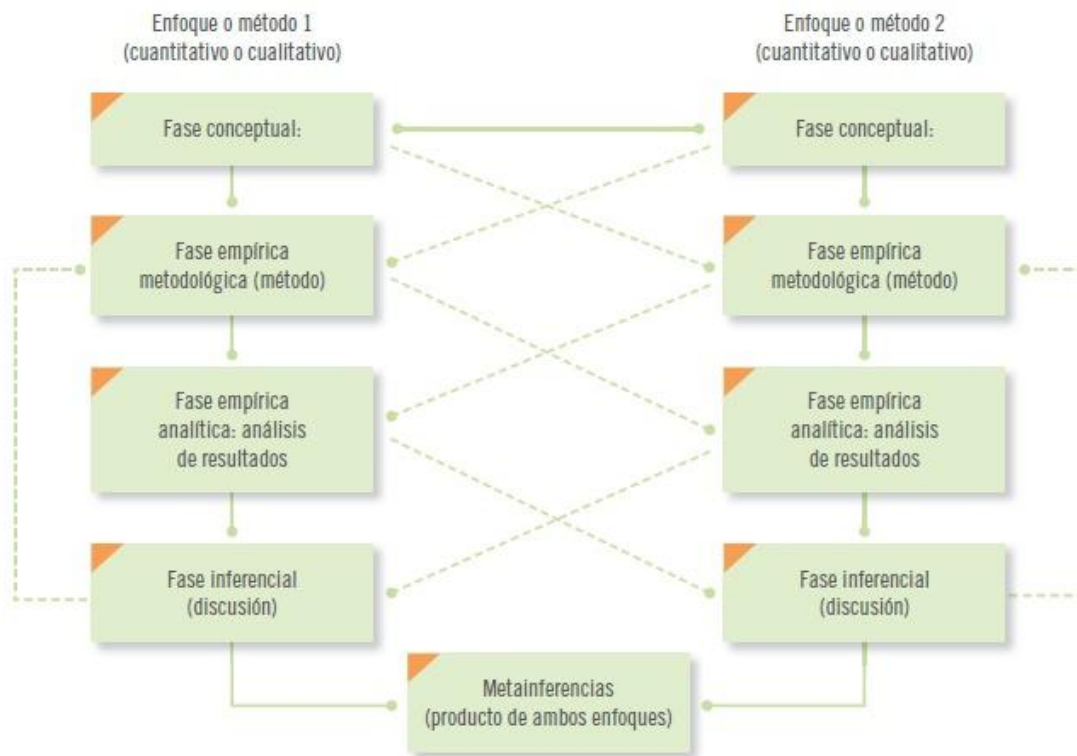 Enfoque o método 1
(cuantitativo o cualitativo)
Enfoque o método 2
(cuantitativo o cualitativo)
Fase conceptual:
Fase conceptual:
Fase empírica
metodológica (método)
Fase empírica
metodológica (método)
Fase empírica
analítica: análisis
de resultados
Fase empírica
analítica: análisis
de resultados
Fase inferencial
(discusión)
Fase inferencial
(discusión)
Metainferencias
(producto de ambos enfoques)